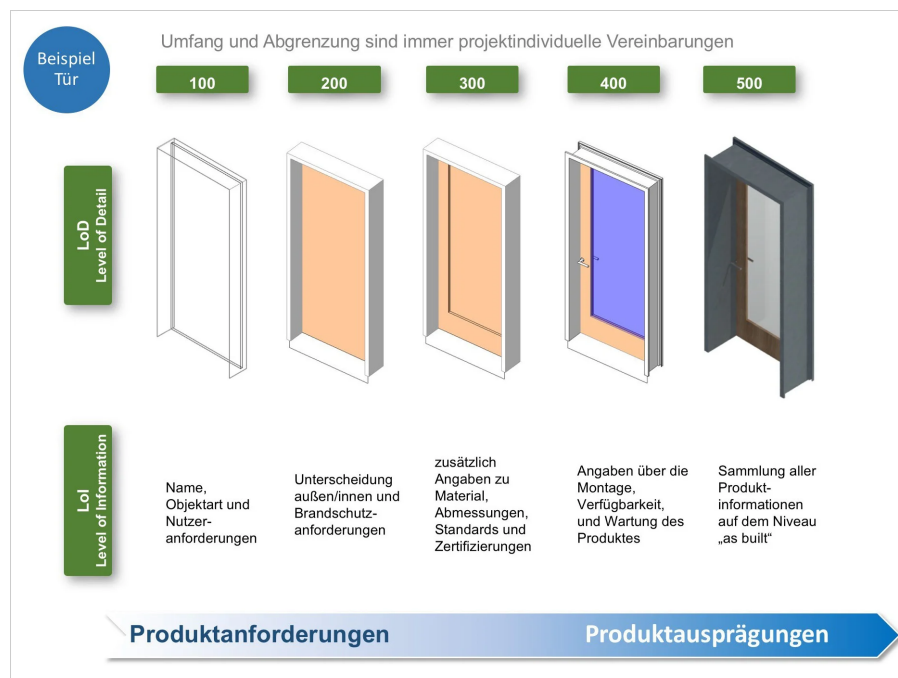 Beispiel
Tür
Umfang und Abgrenzung sind immer projektindividuelle Vereinbarungen
100
200
300
400
500
LoD
Level of Detail
LoI
Level of Information
Name,
Objektart und
Nutzer-
anforderungen
Unterscheidung
außen/innen und
Brandschutz-
anforderungen
zusätzlich
Angaben zu
Material,
Abmessungen,
Standards und
Zertifizierungen
Angaben über die
Montage,
Verfügbarkeit,
und Wartung des
Produktes
Sammlung aller
Produkt-
informationen
auf dem Niveau
„as built“
Produktanforderungen
Produktausprägungen